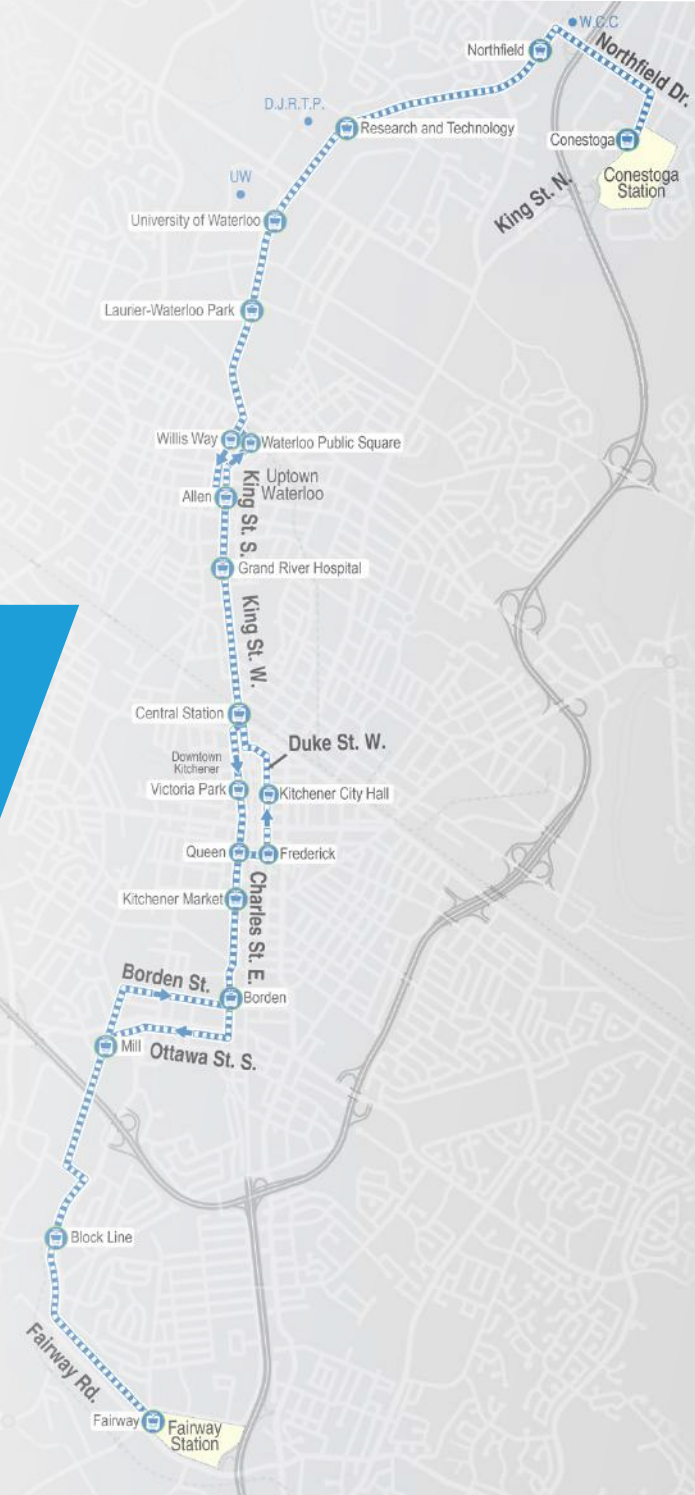 W.C.C
Northfield
Northfield Dr.
D.J.R.T.P.
Research and Technology
Conestoga
Conestoga
Station
UW
King St. N.
University of Waterloo
Laurier-Waterloo Park
Willis Way
Waterloo Public Square
Uptown
Waterloo
Allen
King St. S.
Grand River Hospital
King St. W.
Central Station
Duke St. W.
Downtown
Kitchener
Victoria Park
Kitchener City Hall
Queen
Frederick
Kitchener Market
Charles St. E.
Borden St.
Borden
Mill
Ottawa St. S.
Block Line
Fairway Rd.
Fairway
Fairway
Station